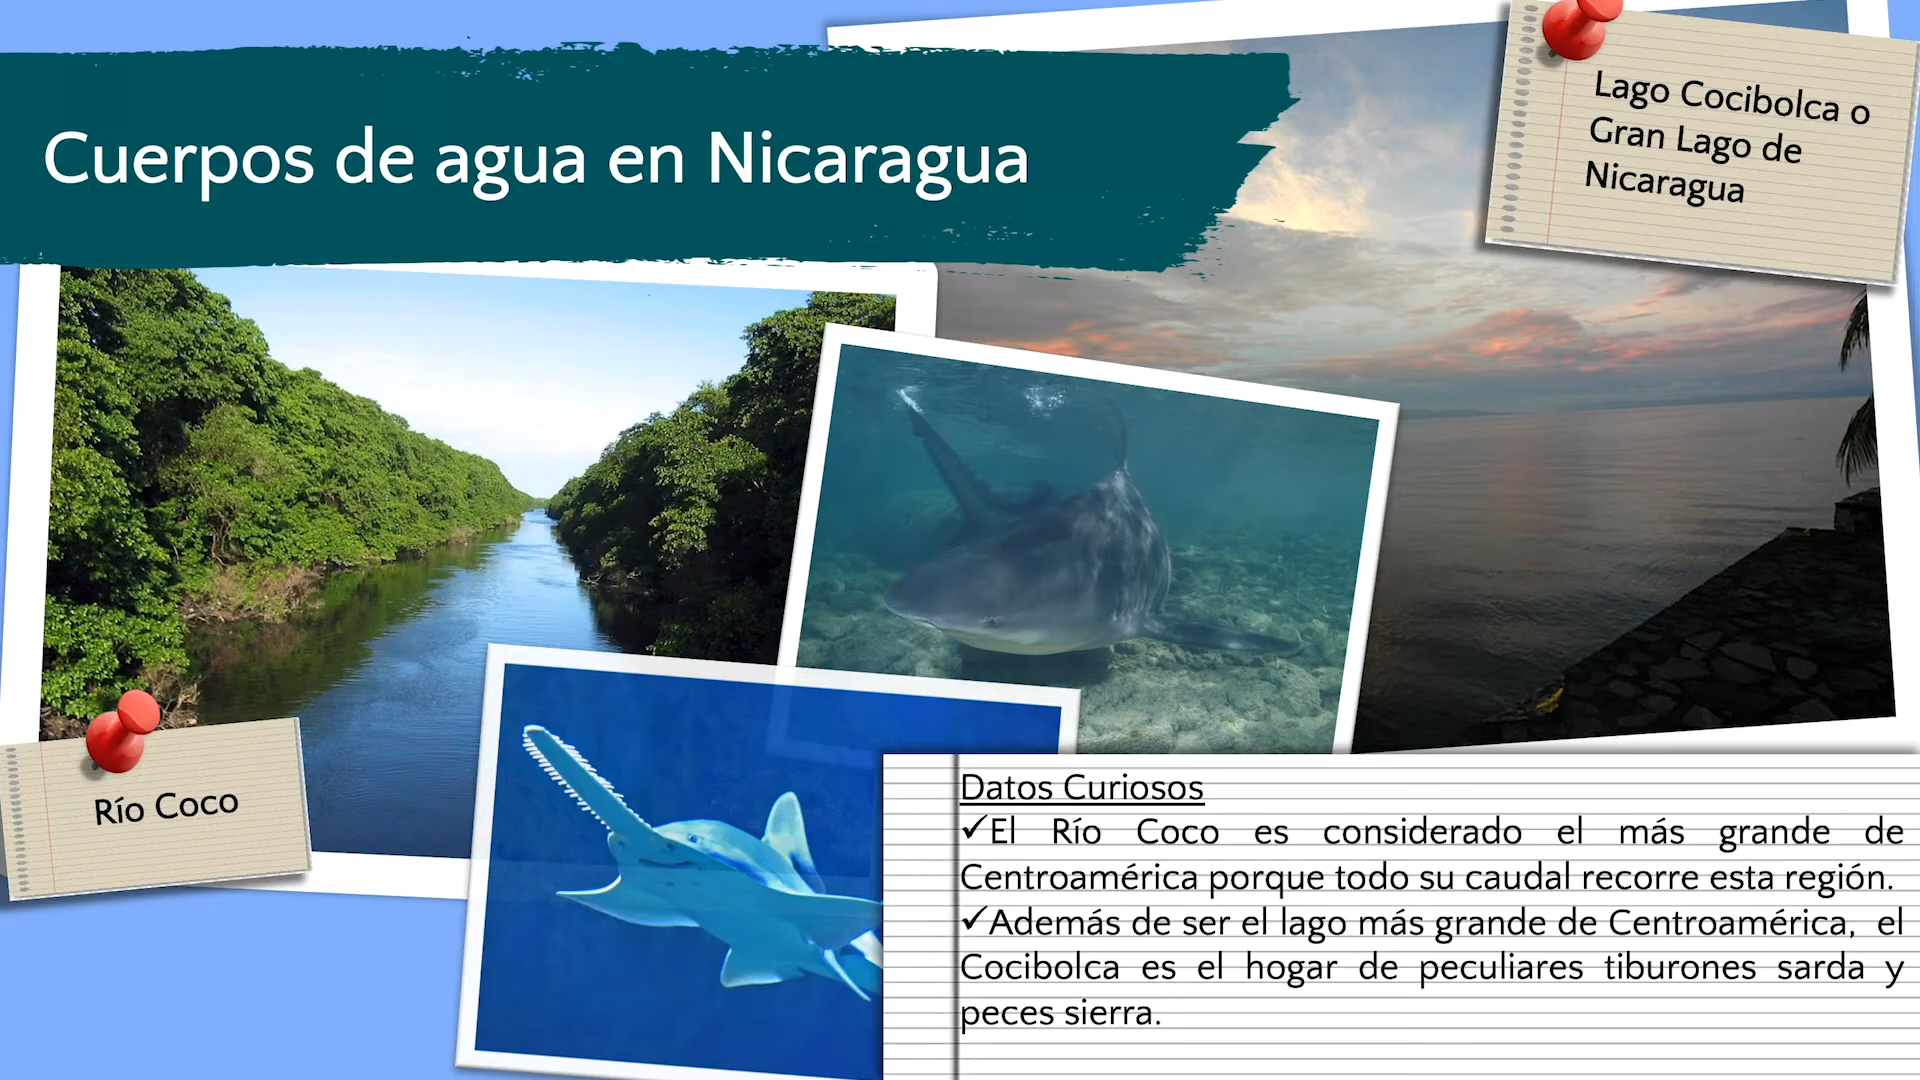 Cuerpos de agua en Nicaragua
Lago Cocibolca o
Gran Lago de
Nicaragua
Río Coco
Datos Curiosos
✓El Río Coco es considerado el más grande de
Centroamérica porque todo su caudal recorre esta región.
✓Además de ser el lago más grande de Centroamérica, el
Cocibolca es el hogar de peculiares tiburones sarda y
peces sierra.